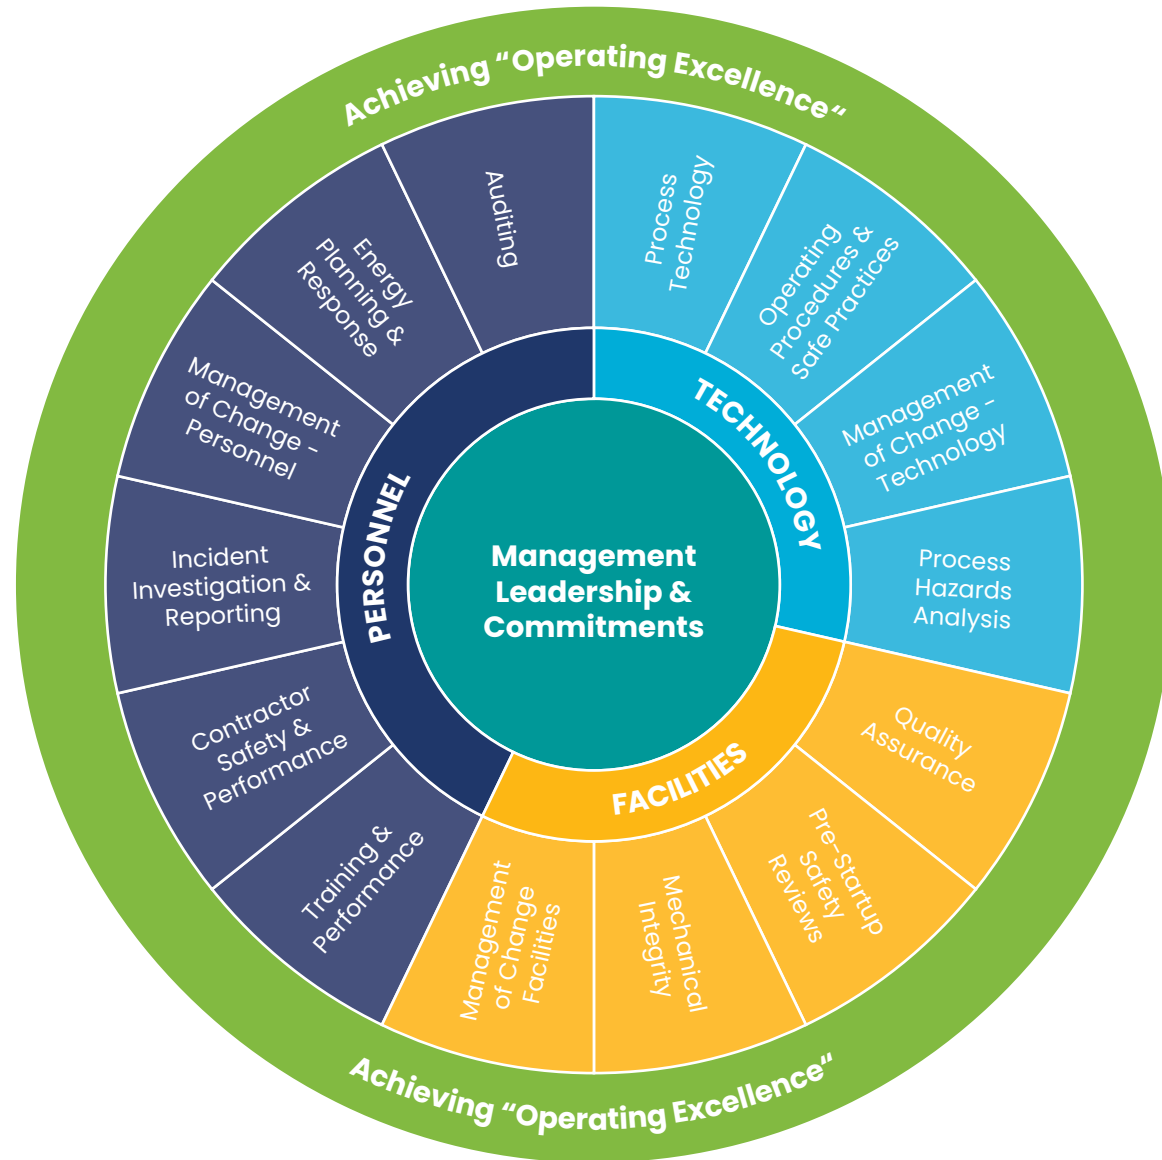 Achieving “Operating Excellence“
Process
Technology
Operating
Procedures &
Safe Practices
Management
of Change -
Technology
Process
Hazards
Analysis
Quality
Assurance
Pre-Startup
Safety
Reviews
Mechanical
Integrity
Management
of Change
Facilities
Training &
Performance
Contractor
Safety &
Performance
Incident
Investigation &
Reporting
Management
of Change -
Personnel
Energy
Planning &
Response
Auditing
TECHNOLOGY
FACILITIES
PERSONNEL
Management
Leadership &
Commitments
Achieving “Operating Excellence“